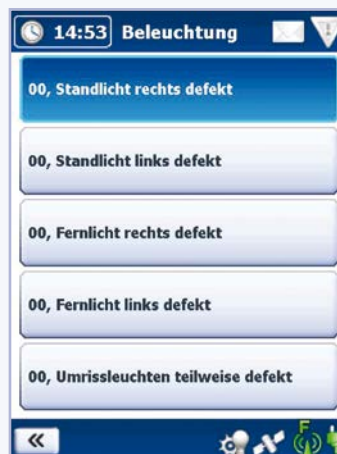 14:53 Beleuchtung
00, Standlicht rechts defekt
00, Standlicht links defekt
00, Fernlicht rechts defekt
00, Fernlicht links defekt
00, Umrissleuchten teilweise defekt
«
F